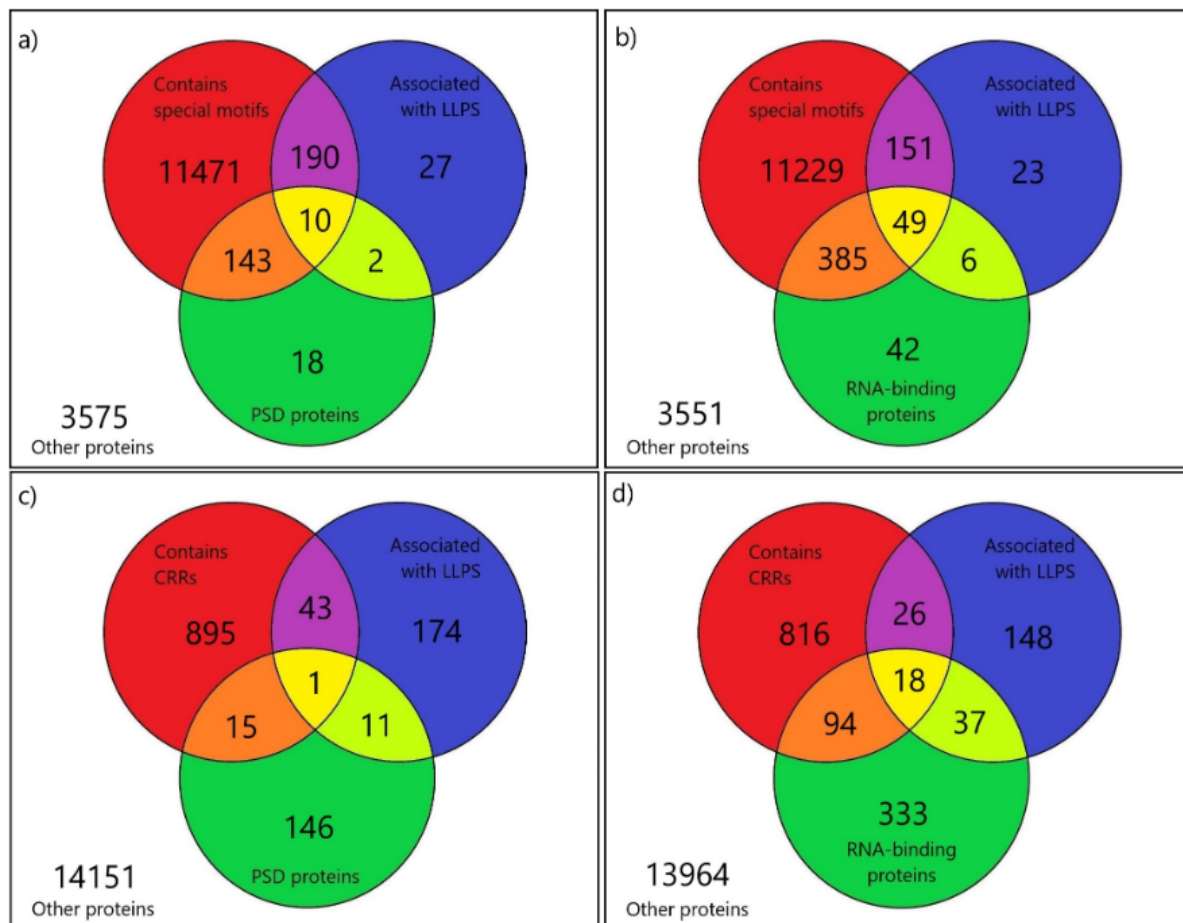 a)
Contains
special motifs
Associated
with LLPS
11471
190
27
10
143
2
18
PSD proteins
3575
Other proteins
b)
Contains
special motifs
Associated
with LLPS
11229
151
23
49
385
6
42
RNA-binding
proteins
3551
Other proteins
c)
Contains
CRRs
Associated
with LLPS
895
43
174
1
15
11
146
PSD proteins
14151
Other proteins
d)
Contains
CRRs
Associated
with LLPS
816
26
148
18
94
37
333
RNA-binding
proteins
13964
Other proteins